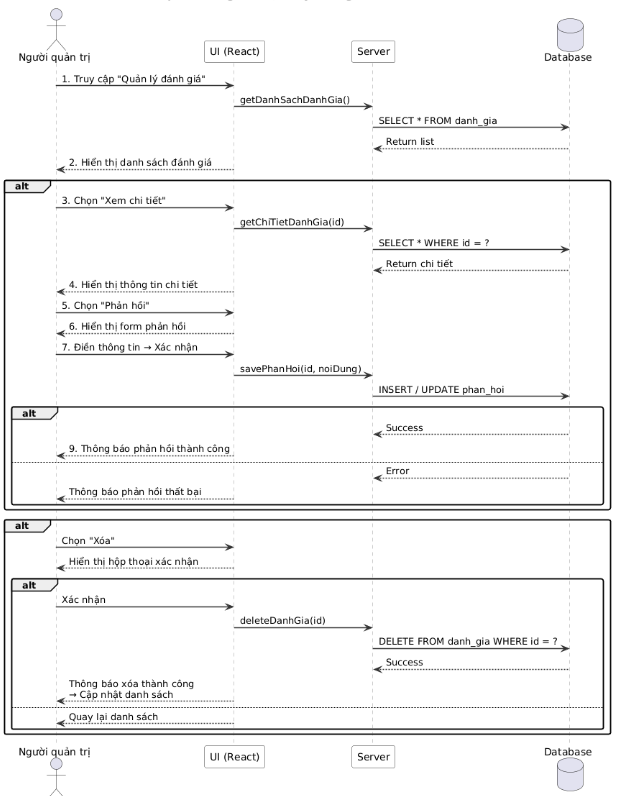 Người quản trị
UI (React)
Server
Database
1. Truy cập "Quản lý đánh giá"
getDanhSachDanhGia()
SELECT * FROM danh_gia
Return list
2. Hiển thị danh sách đánh giá
alt
3. Chọn "Xem chi tiết"
getChiTietDanhGia(id)
SELECT * WHERE id = ?
Return chi tiết
4. Hiển thị thông tin chi tiết
5. Chọn "Phản hồi"
6. Hiển thị form phản hồi
7. Điền thông tin → Xác nhận
savePhanHoi(id, noiDung)
INSERT / UPDATE phan_hoi
alt
Success
9. Thông báo phản hồi thành công
Error
Thông báo phản hồi thất bại
alt
Chọn "Xóa"
Hiển thị hộp thoại xác nhận
alt
Xác nhận
deleteDanhGia(id)
DELETE FROM danh_gia WHERE id = ?
Success
Thông báo xóa thành công
→ Cập nhật danh sách
Quay lại danh sách
Người quản trị
UI (React)
Server
Database